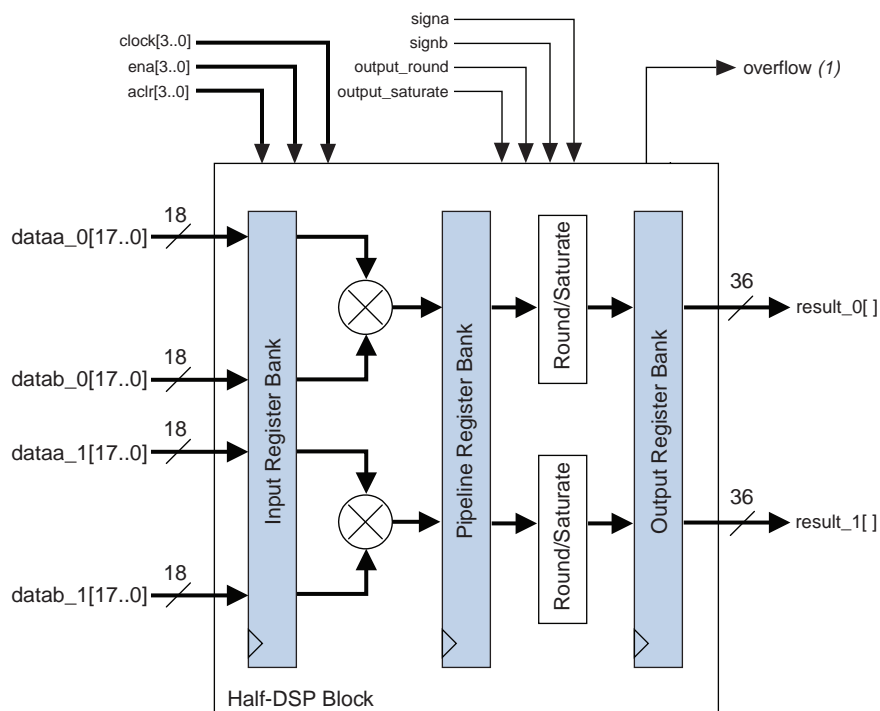 signa
signb
output_round
output_saturate
clock[3..0]
ena[3..0]
aclr[3..0]
overflow (1)
18
dataa_0[17..0]
18
datab_0[17..0]
18
dataa_1[17..0]
18
datab_1[17..0]
Input Register Bank
Pipeline Register Bank
Round/Saturate
Round/Saturate
Output Register Bank
36
result_0[ ]
36
result_1[ ]
Half-DSP Block